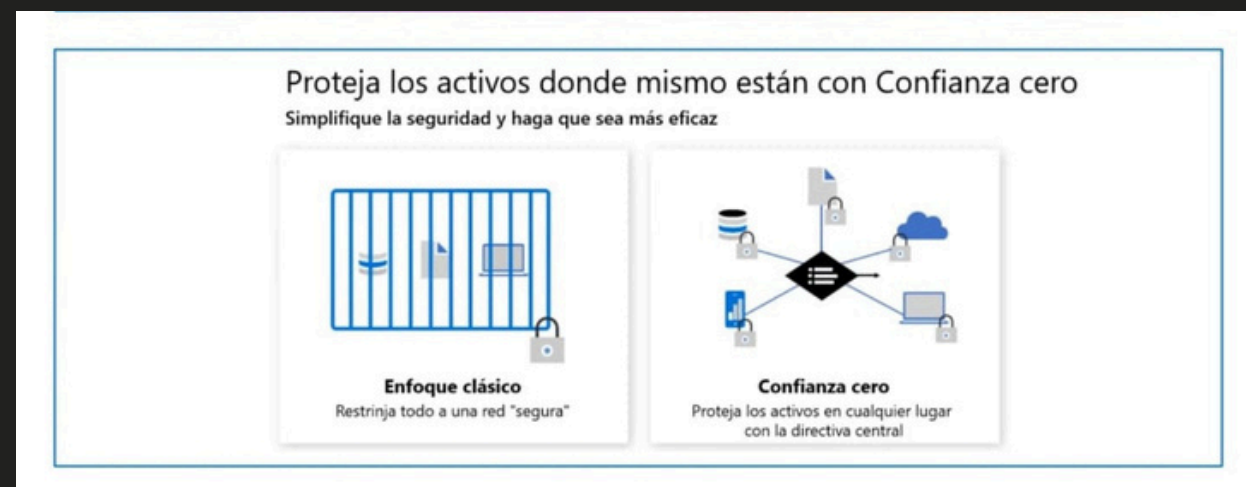 Proteja los activos donde mismo están con Confianza cero
Simplifique la seguridad y haga que sea más eficaz
Enfoque clásico
Restrinja todo a una red "segura"
Confianza cero
Proteja los activos en cualquier lugar
con la directiva central